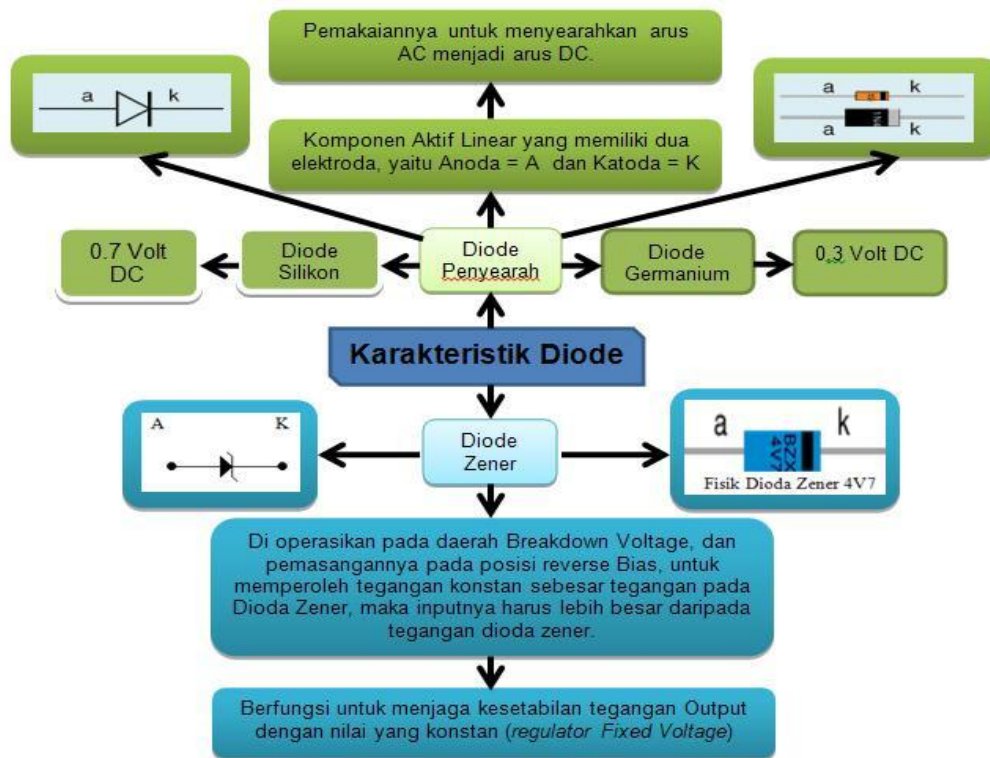 Pemakaiannya untuk menyearahkan arus
AC menjadi arus DC.
a k
a k
a k
Komponen Aktif Linear yang memiliki dua
elektroda, yaitu Anoda = A dan Katoda = K
0.7 Volt
DC
Diode
Silikon
Diode
Penyearah
Diode
Germanium
0,3 Volt DC
Karakteristik Diode
A K
Diode
Zener
a k
BZX
4V7
Fisik Dioda Zener 4V7
Di operasikan pada daerah Breakdown Voltage, dan
pemasangannya pada posisi reverse Bias, untuk
memperoleh tegangan konstan sebesar tegangan pada
Dioda Zener, maka inputnya harus lebih besar daripada
tegangan dioda zener.
Berfungsi untuk menjaga kesetabilan tegangan Output
dengan nilai yang konstan (regulator Fixed Voltage)